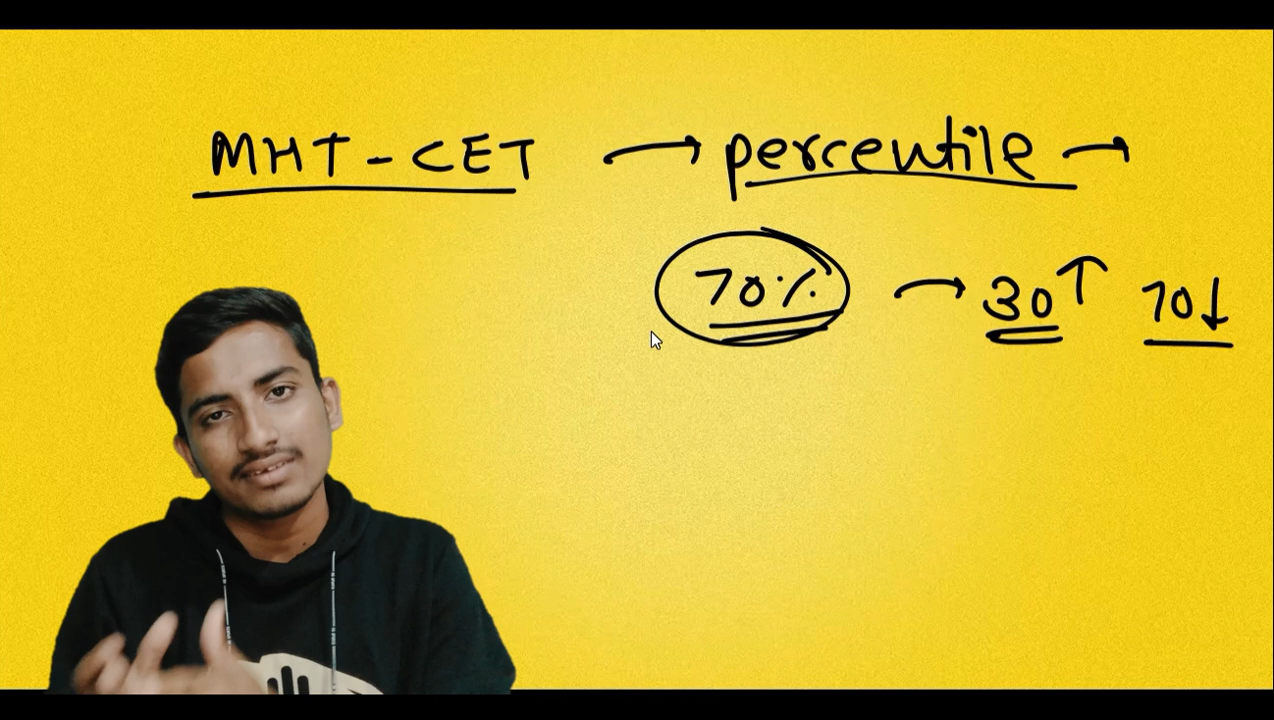 MHT-CET → percentile →
70% → 30↑ 70↓